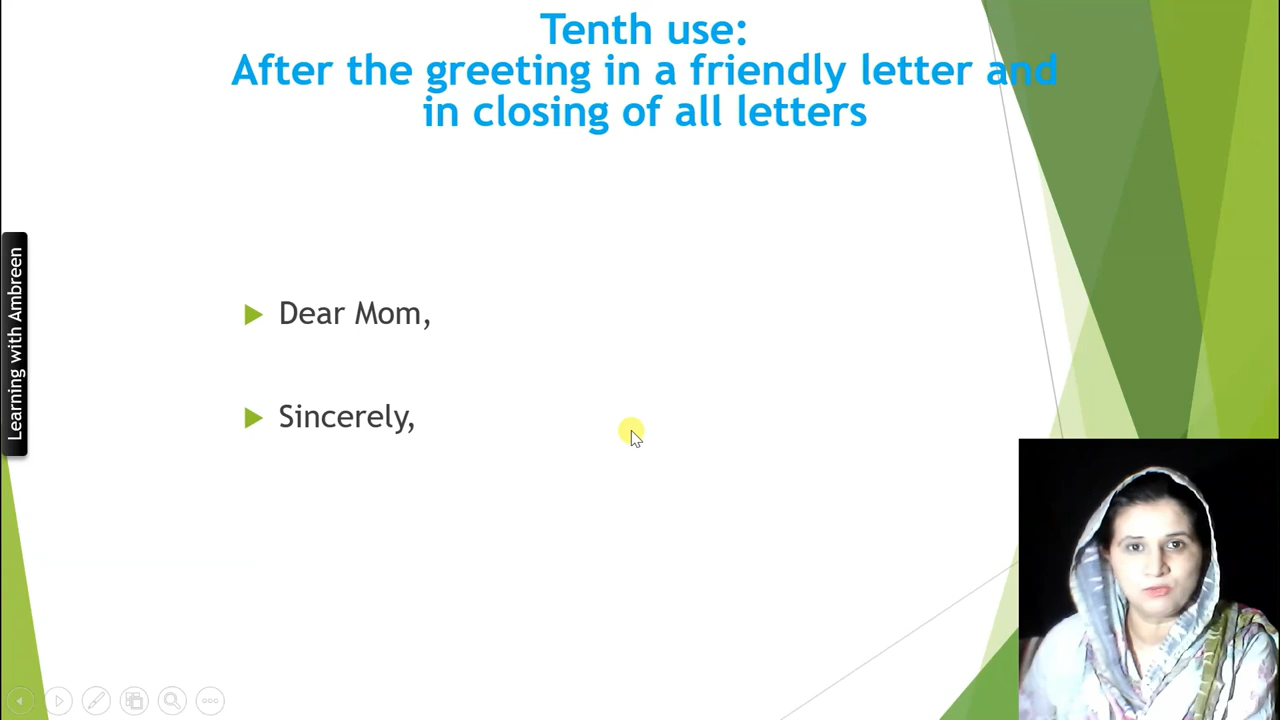 Tenth use:
After the greeting in a friendly letter and
in closing of all letters
Learning with Ambreen
Dear Mom,
Sincerely,